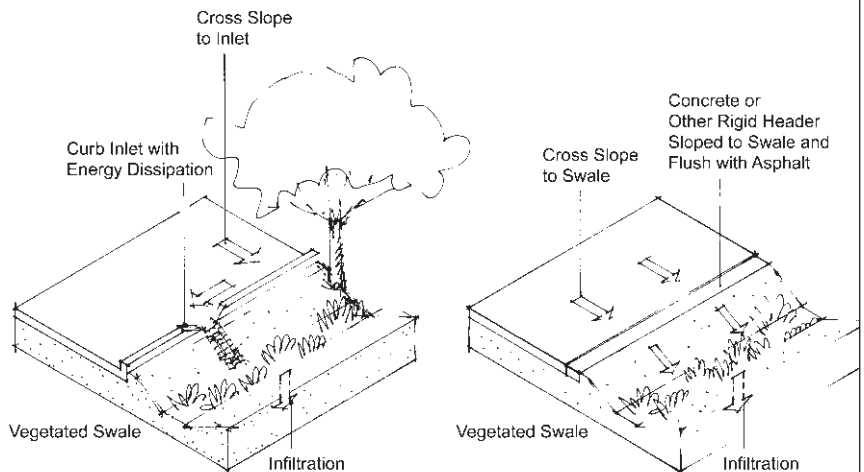 Cross Slope
to Inlet
Curb Inlet with
Energy Dissipation
Vegetated Swale
Infiltration
Concrete or
Other Rigid Header
Sloped to Swale and
Flush with Asphalt
Cross Slope
to Swale
Vegetated Swale
Infiltration